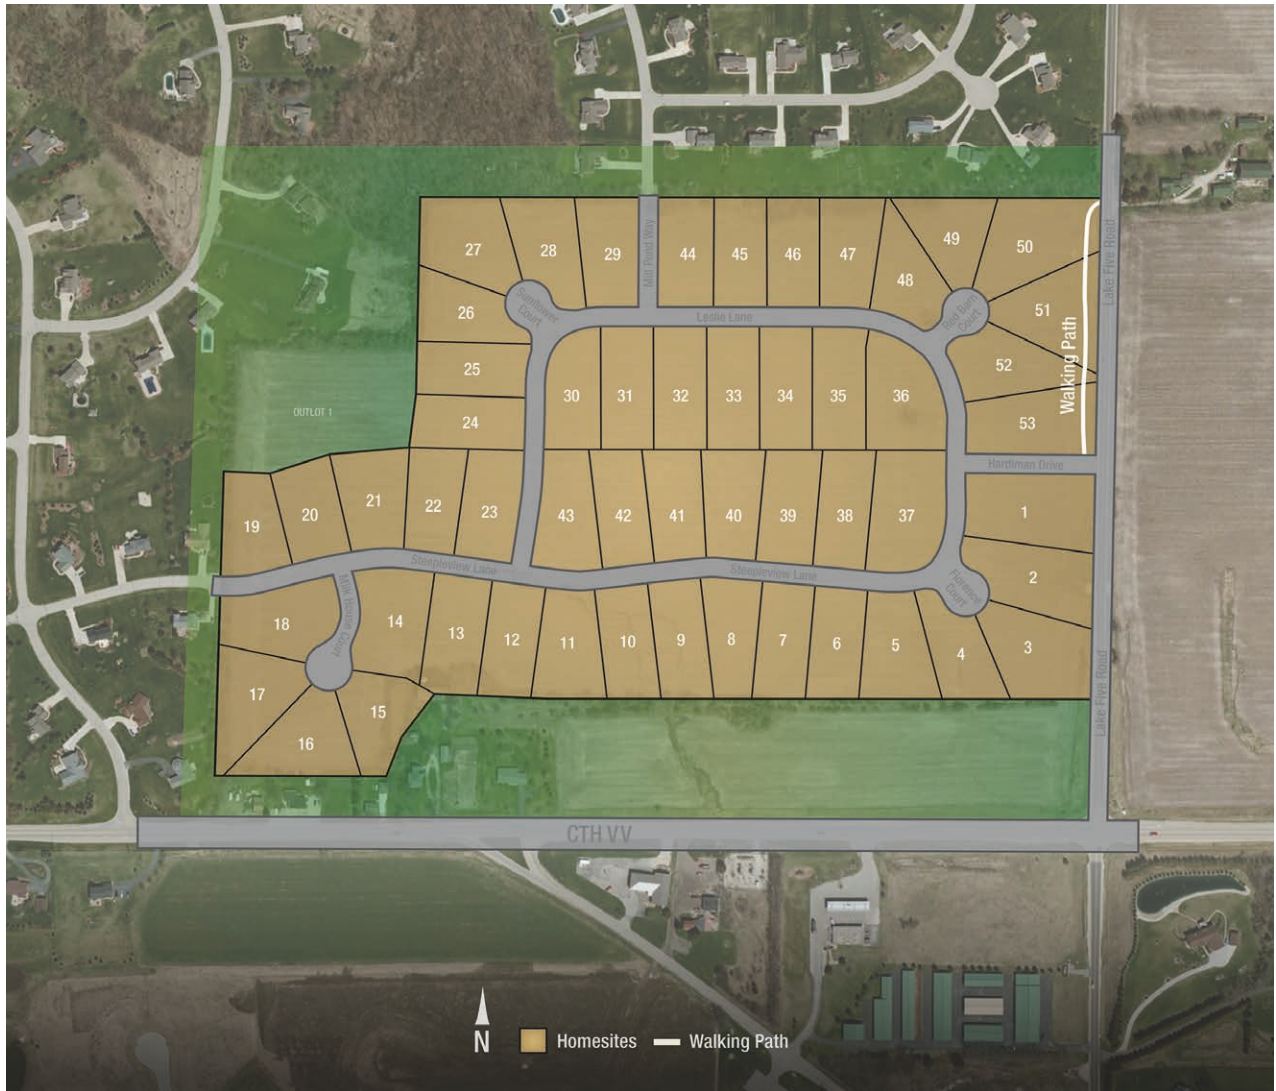 27
28
29
Mill Pond Way
44
45
46
47
48
49
50
Lake Five Road
26
Sunflower
Court
Leslie Lane
Red Barn
Court
51
Walking Path
25
30
31
32
33
34
35
36
52
OUTLOT 1
24
53
Hardiman Drive
19
20
21
22
23
43
42
41
40
39
38
37
1
Steepleview Lane
Steepleview Lane
Florence
Court
2
18
Milk House Court
14
13
12
11
10
9
8
7
6
5
4
3
17
15
16
Lake Five Road
CTH VV
N
Homesites
Walking Path